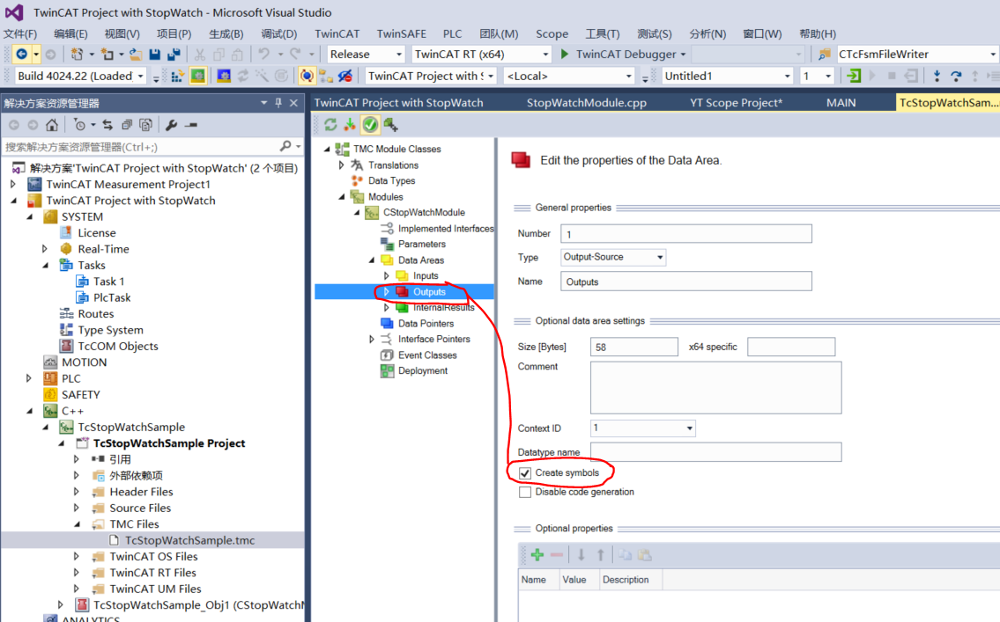 TwinCAT Project with StopWatch - Microsoft Visual Studio
文件(F) 编辑(E) 视图(V) 项目(P) 生成(B) 调试(D) TwinCAT TwinSAFE PLC 团队(M) Scope 工具(T) 测试(S) 分析(N) 窗口(W) 帮助(H)
Release TwinCAT RT (x64) TwinCAT Debugger CTcFsmFileWriter
Build 4024.22 (Loaded TwinCAT Project with <Local> Untitled1 1
解决方案资源管理器
搜索解决方案资源管理器(Ctrl+;)
解决方案'TwinCAT Project with StopWatch' (2 个项目)
TwinCAT Measurement Project1
TwinCAT Project with StopWatch
SYSTEM
License
Real-Time
Tasks
Task 1
PlcTask
Routes
Type System
TcCOM Objects
MOTION
PLC
SAFETY
C++
TcStopWatchSample
TcStopWatchSample Project
引用
外部依赖项
Header Files
Source Files
TMC Files
TcStopWatchSample.tmc
TwinCAT OS Files
TwinCAT RT Files
TwinCAT UM Files
TcStopWatchSample_Obj1 (CStopWatchM
ANALYTICS
TwinCAT Project with StopWatch StopWatchModule.cpp YT Scope Project* MAIN TcStopWatchSam...
TMC Module Classes
Translations
Data Types
Modules
CStopWatchModule
Implemented Interfaces
Parameters
Data Areas
Inputs
Outputs
InternalResults
Data Pointers
Interface Pointers
Event Classes
Deployment
Edit the properties of the Data Area.
General properties
Number 1
Type Output-Source
Name Outputs
Optional data area settings
Size [Bytes] 58 x64 specific
Comment
Context ID 1
Datatype name
Create symbols
Disable code generation
Optional properties
Name Value Description